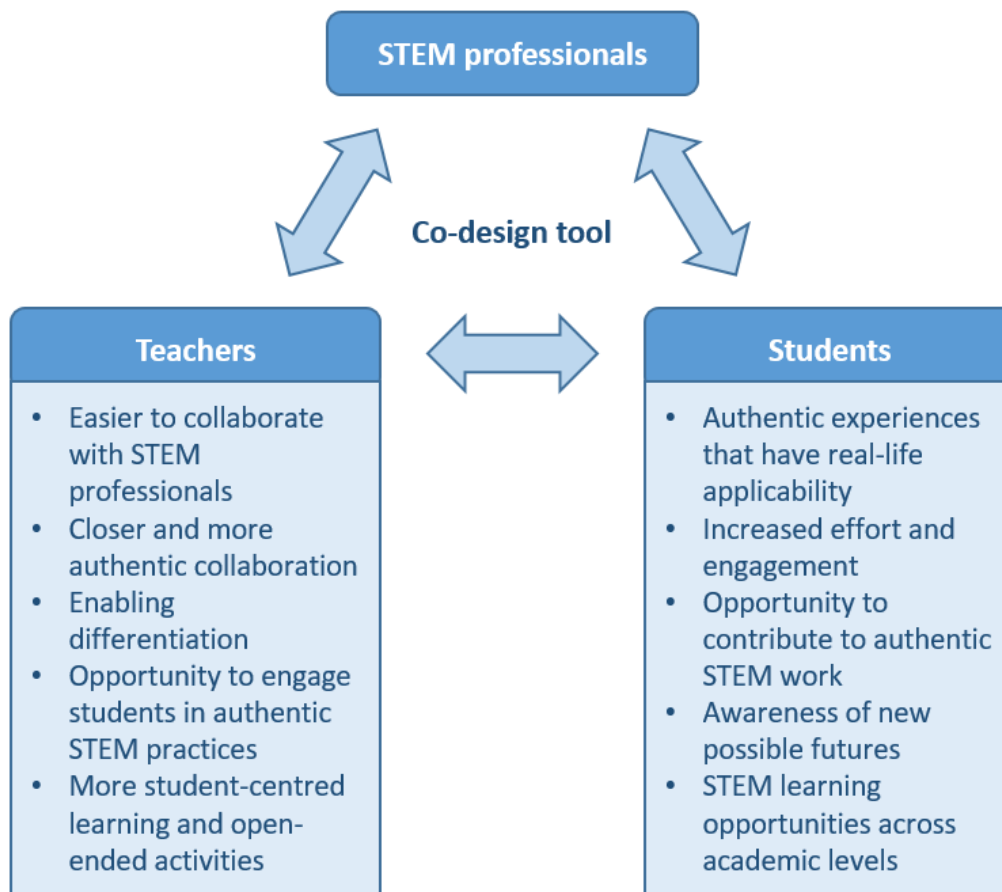 STEM professionals
Co-design tool
Teachers
• Easier to collaborate
with STEM
professionals
• Closer and more
authentic collaboration
• Enabling
differentiation
• Opportunity to engage
students in authentic
STEM practices
• More student-centred
learning and open-
ended activities
Students
• Authentic experiences
that have real-life
applicability
• Increased effort and
engagement
• Opportunity to
contribute to authentic
STEM work
• Awareness of new
possible futures
• STEM learning
opportunities across
academic levels